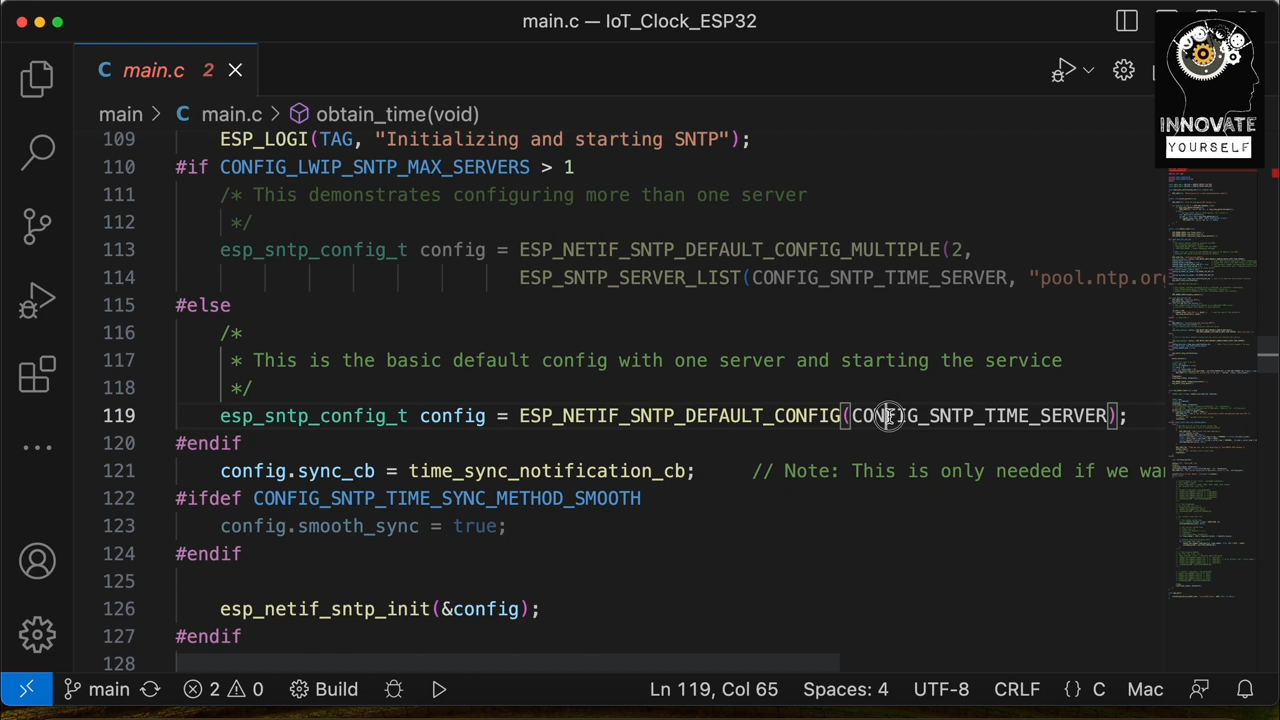 main.c — IoT_Clock_ESP32
main.c 2
INNOVATE
YOURSELF
main > C main.c > obtain_time(void)
109 ESP_LOGI(TAG, "Initializing and starting SNTP");
110 #if CONFIG_LWIP_SNTP_MAX_SERVERS > 1
111 /* This demonstrates configuring more than one server
112 */
113 esp_sntp_config_t config = ESP_NETIF_SNTP_DEFAULT_CONFIG_MULTIPLE(2,
114 ESP_SNTP_SERVER_LIST(CONFIG_SNTP_TIME_SERVER, "pool.ntp.or
115 #else
116 /*
117 * This is the basic default config with one server and starting the service
118 */
119 esp_sntp_config_t config = ESP_NETIF_SNTP_DEFAULT_CONFIG(CONFIG_SNTP_TIME_SERVER);
120 #endif
121 config.sync_cb = time_sync_notification_cb; // Note: This is only needed if we wa
122 #ifdef CONFIG_SNTP_TIME_SYNC_METHOD_SMOOTH
123 config.smooth_sync = true;
124 #endif
125
126 esp_netif_sntp_init(&config);
127 #endif
128
main 2 0 Build Ln 119, Col 65 Spaces: 4 UTF-8 CRLF {} C Mac